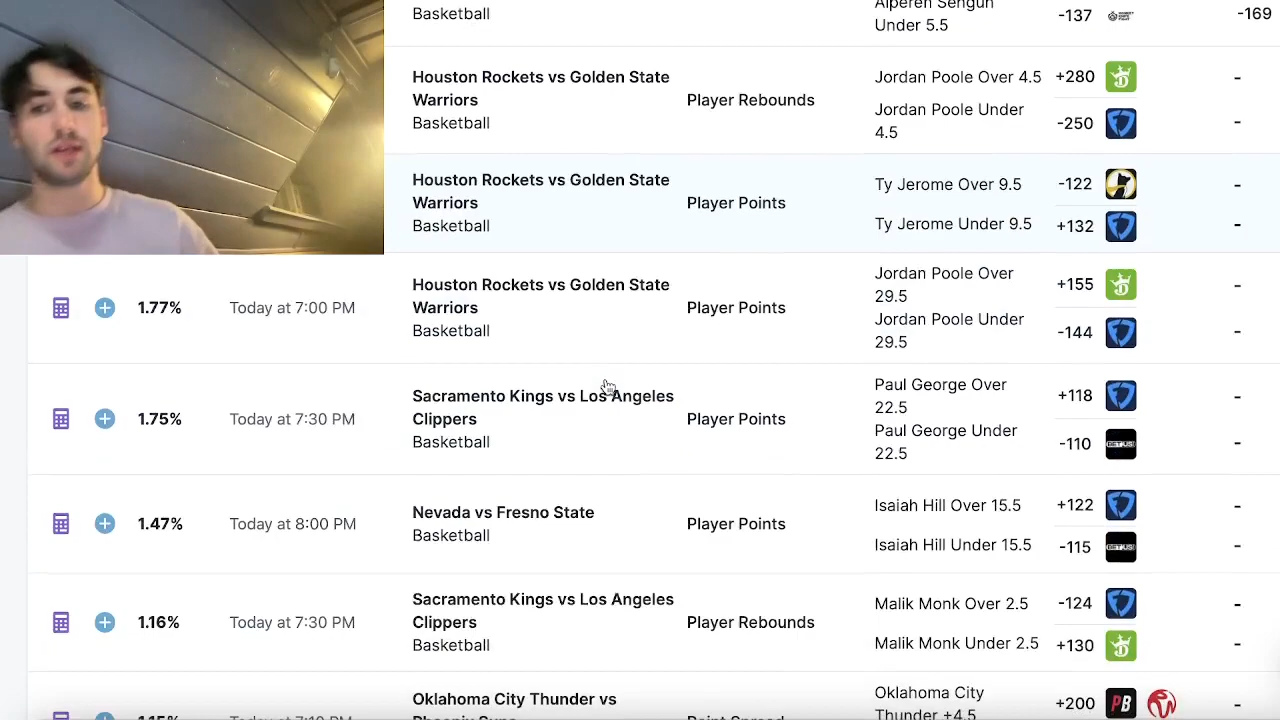 Basketball
Alperen Sengun
Under 5.5
-137
-169
Houston Rockets vs Golden State
Warriors
Basketball
Player Rebounds
Jordan Poole Over 4.5
+280
Jordan Poole Under
4.5
-250
-
Houston Rockets vs Golden State
Warriors
Basketball
Player Points
Ty Jerome Over 9.5
-122
-
Ty Jerome Under 9.5
+132
-
1.77%
Today at 7:00 PM
Houston Rockets vs Golden State
Warriors
Basketball
Player Points
Jordan Poole Over
29.5
+155
-
Jordan Poole Under
29.5
-144
-
1.75%
Today at 7:30 PM
Sacramento Kings vs Los Angeles
Clippers
Basketball
Player Points
Paul George Over
22.5
+118
-
Paul George Under
22.5
-110
BETUS!
-
1.47%
Today at 8:00 PM
Nevada vs Fresno State
Basketball
Player Points
Isaiah Hill Over 15.5
+122
-
Isaiah Hill Under 15.5
-115
BETUS!
-
1.16%
Today at 7:30 PM
Sacramento Kings vs Los Angeles
Clippers
Basketball
Player Rebounds
Malik Monk Over 2.5
-124
-
Malik Monk Under 2.5
+130
-
Oklahoma City Thunder vs
Oklahoma City
Thunder +4.5
+200
PB
-
Point Spread